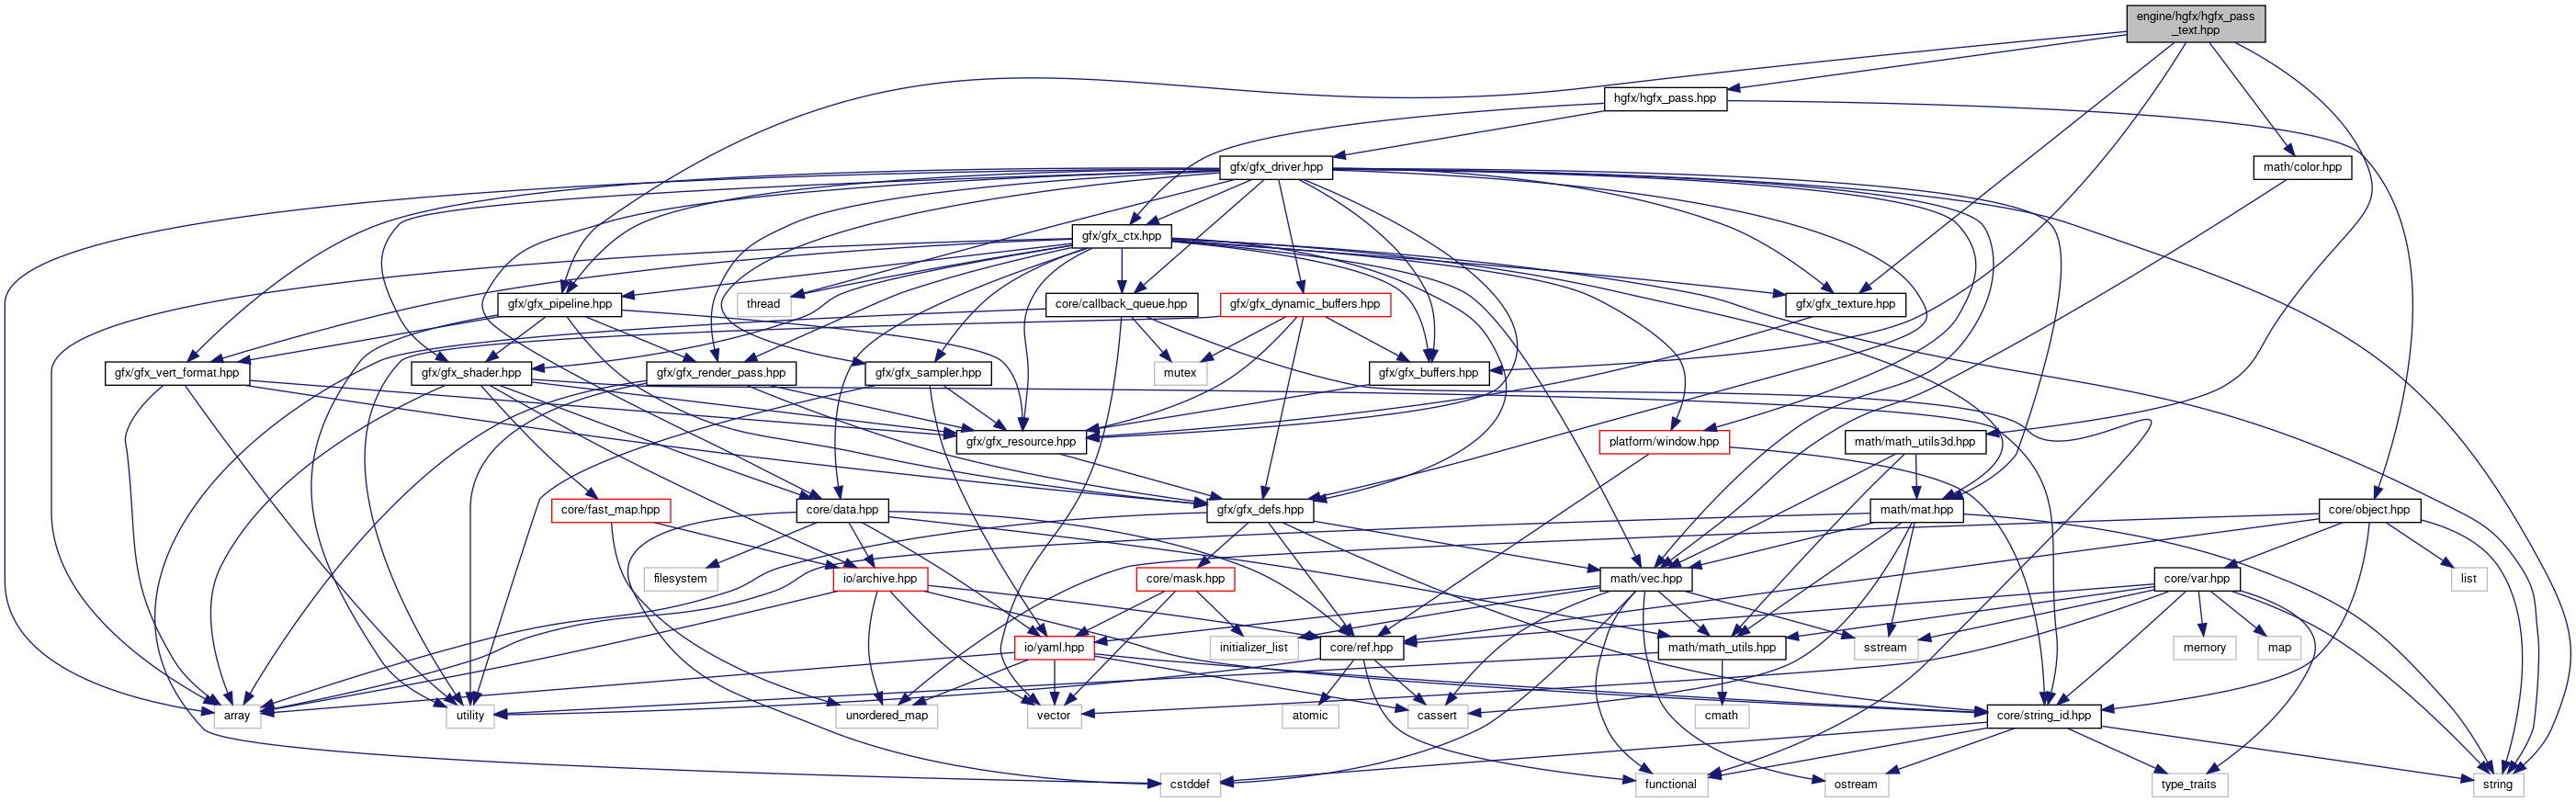 engine/hgfx/hgfx_pass
_text.hpp
hgfx/hgfx_pass.hpp
gfx/gfx_driver.hpp
math/color.hpp
gfx/gfx_ctx.hpp
gfx/gfx_pipeline.hpp
thread
core/callback_queue.hpp
gfx/gfx_dynamic_buffers.hpp
gfx/gfx_texture.hpp
gfx/gfx_vert_format.hpp
gfx/gfx_shader.hpp
gfx/gfx_render_pass.hpp
gfx/gfx_sampler.hpp
mutex
gfx/gfx_buffers.hpp
gfx/gfx_resource.hpp
platform/window.hpp
math/math_utils3d.hpp
core/fast_map.hpp
core/data.hpp
gfx/gfx_defs.hpp
math/mat.hpp
core/object.hpp
filesystem
io/archive.hpp
core/mask.hpp
math/vec.hpp
core/var.hpp
list
io/yaml.hpp
initializer_list
core/ref.hpp
math/math_utils.hpp
sstream
memory
map
array
utility
unordered_map
vector
atomic
cassert
cmath
core/string_id.hpp
cstddef
functional
ostream
type_traits
string